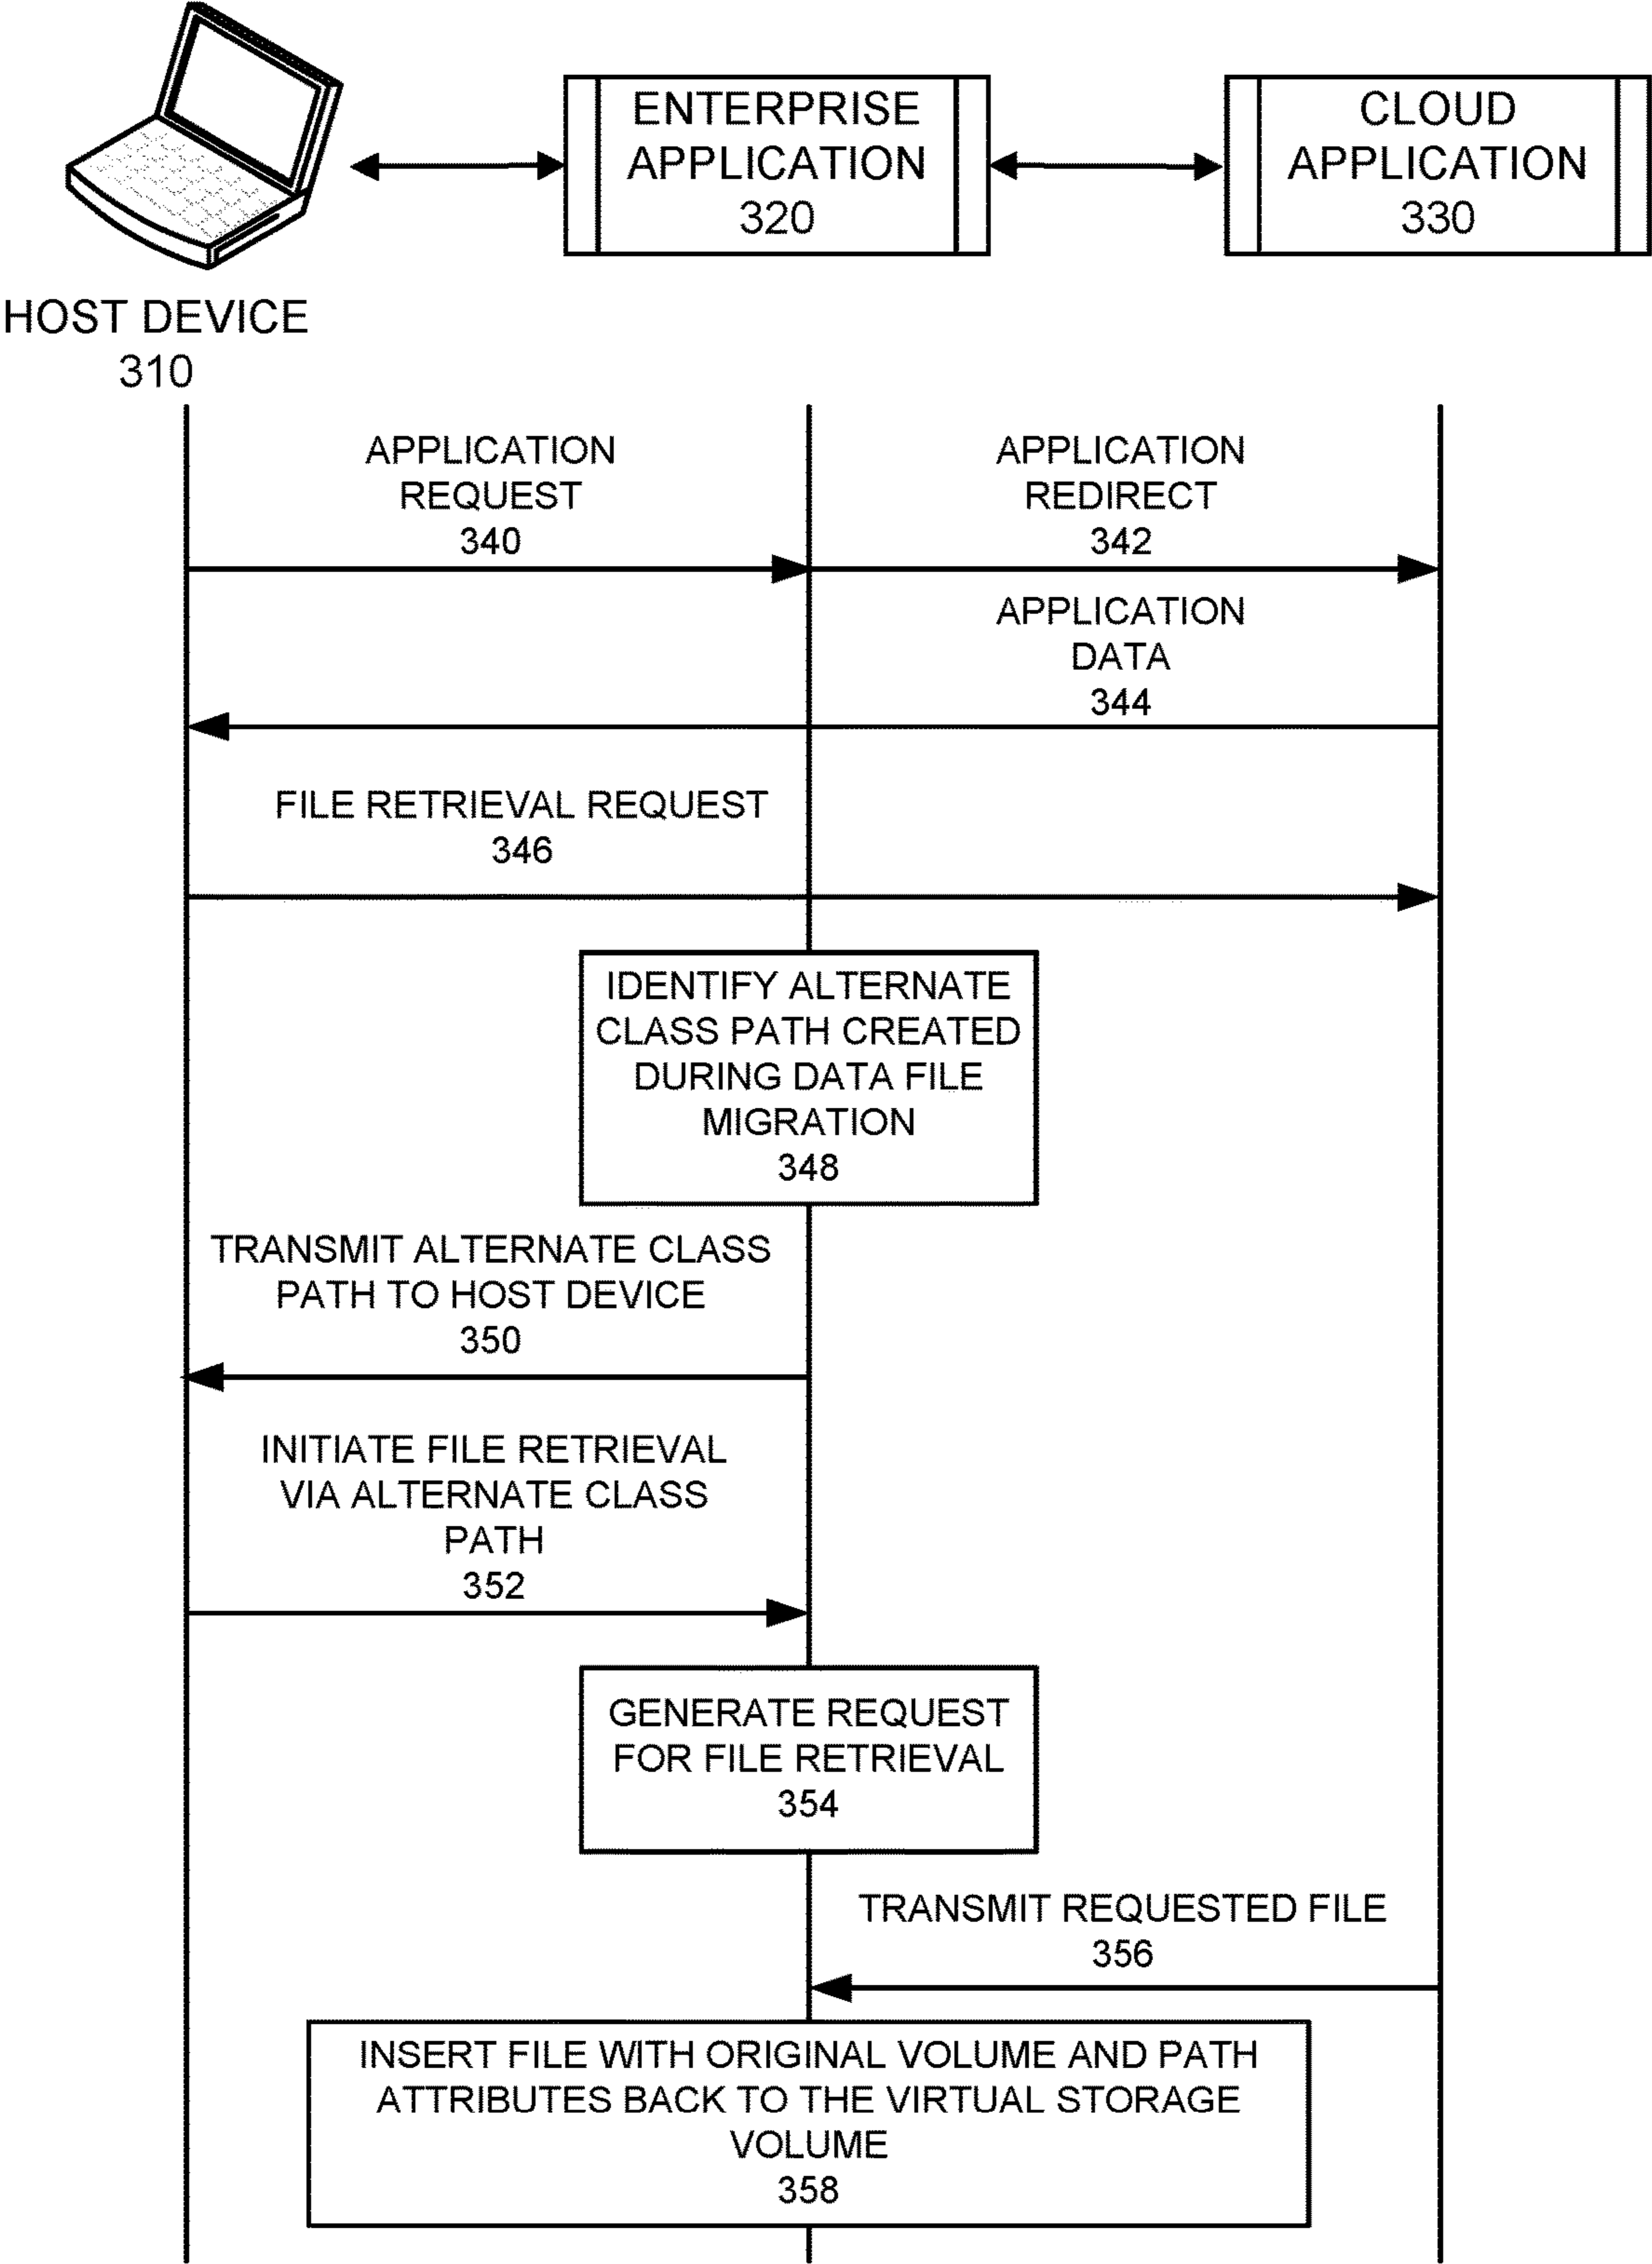 ENTERPRISE
APPLICATION
320
CLOUD
APPLICATION
330
HOST DEVICE
310
APPLICATION
REQUEST
340
APPLICATION
REDIRECT
342
APPLICATION
DATA
344
FILE RETRIEVAL REQUEST
346
IDENTIFY ALTERNATE
CLASS PATH CREATED
DURING DATA FILE
MIGRATION
348
TRANSMIT ALTERNATE CLASS
PATH TO HOST DEVICE
350
INITIATE FILE RETRIEVAL
VIA ALTERNATE CLASS
PATH
352
GENERATE REQUEST
FOR FILE RETRIEVAL
354
TRANSMIT REQUESTED FILE
356
INSERT FILE WITH ORIGINAL VOLUME AND PATH
ATTRIBUTES BACK TO THE VIRTUAL STORAGE
VOLUME
358